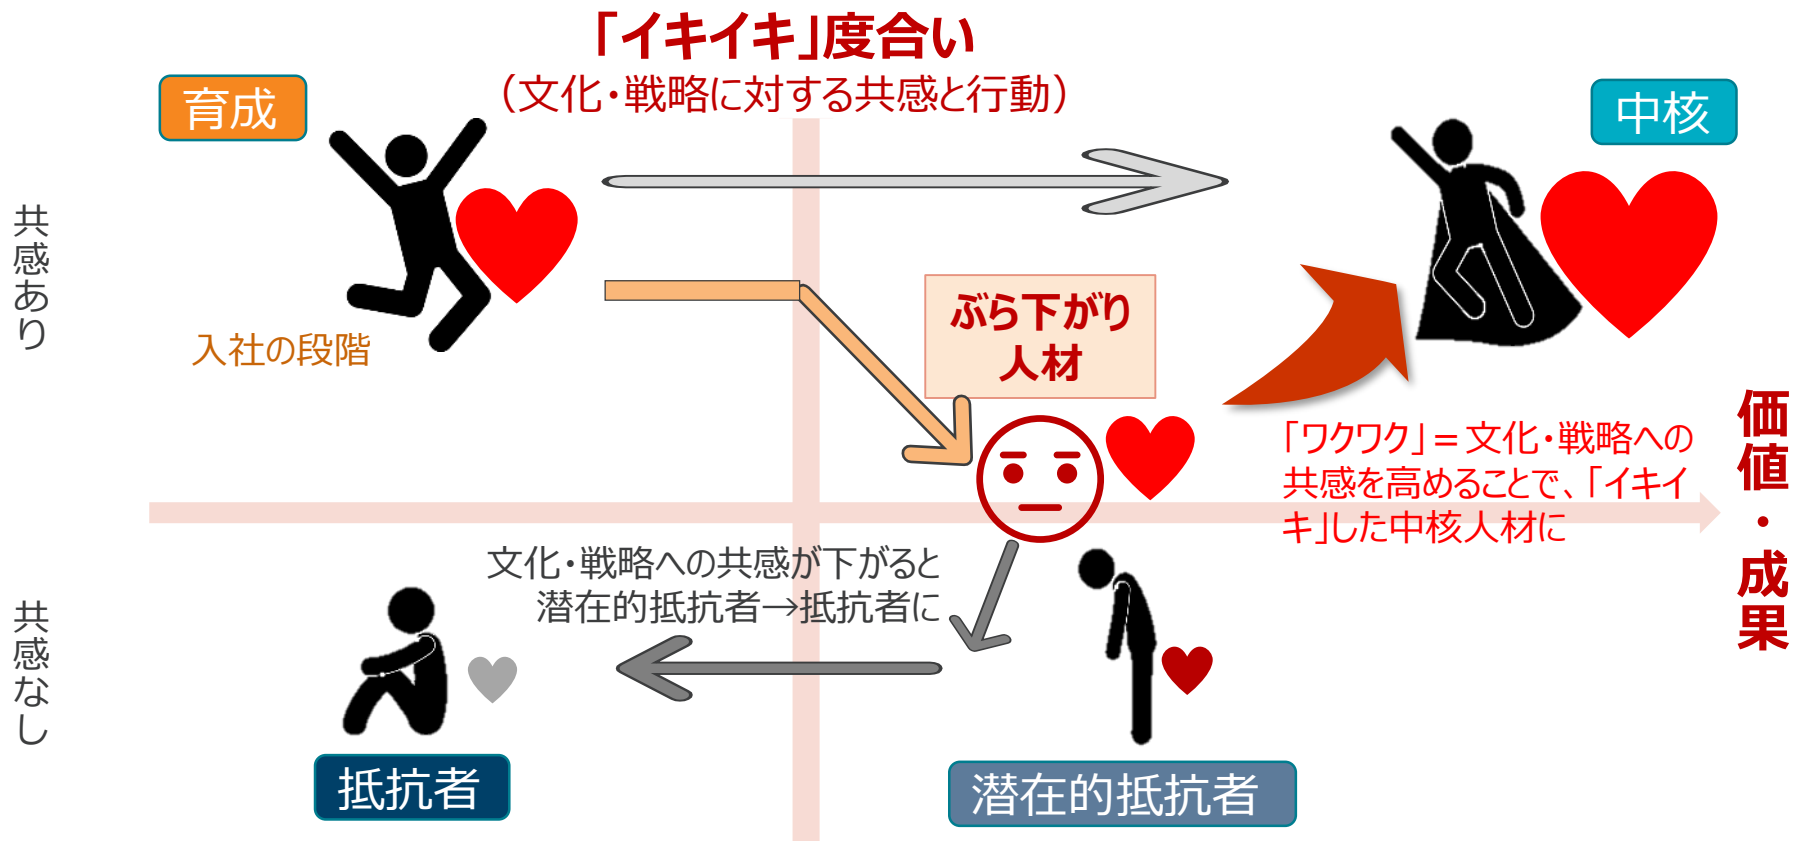 「イキイキ」度合い
（文化・戦略に対する共感と行動）
育成
中核
共感あり
入社の段階
ぶら下がり
人材
価値・成果
「ワクワク」＝文化・戦略への
共感を高めることで、「イキイ
キ」した中核人材に
文化・戦略への共感が下がると
潜在的抵抗者→抵抗者に
共感なし
抵抗者
潜在的抵抗者